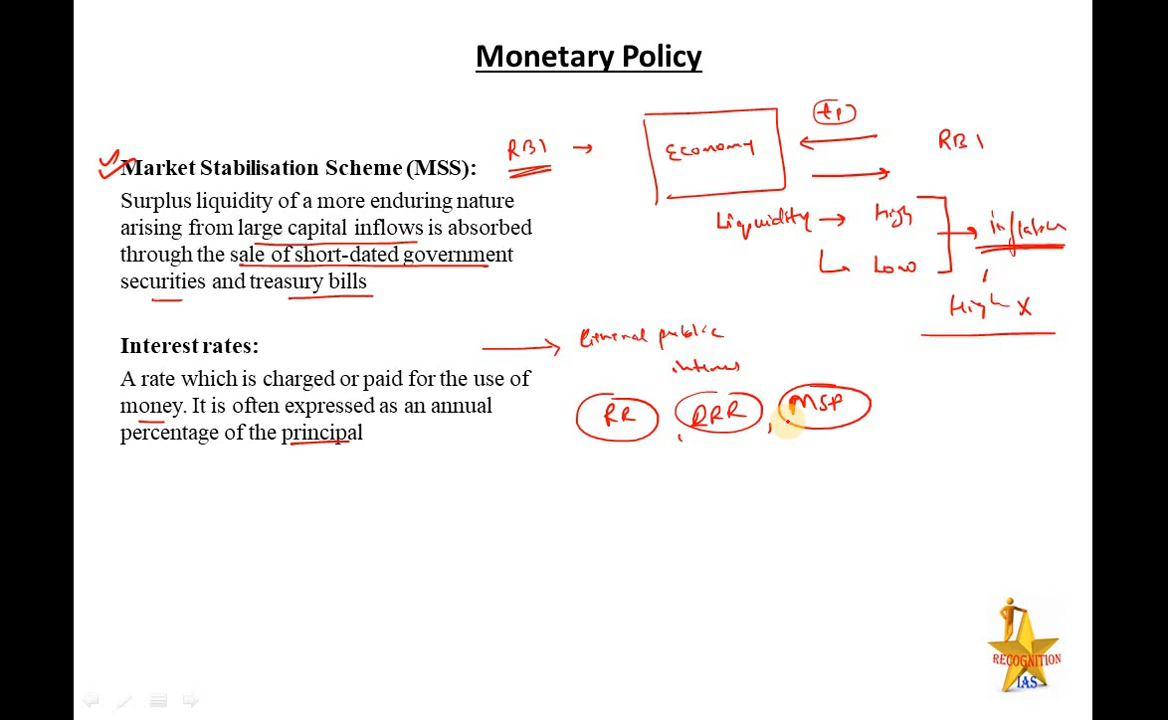 Monetary Policy
RBI → Economy
RBI
Market Stabilisation Scheme (MSS):
Surplus liquidity of a more enduring nature
arising from large capital inflows is absorbed
through the sale of short-dated government
securities and treasury bills
Liquidity → High
Low
High X
Interest rates:
A rate which is charged or paid for the use of
money. It is often expressed as an annual
percentage of the principal
General public
RR , RRR , MSP
RECOGNITION
IAS